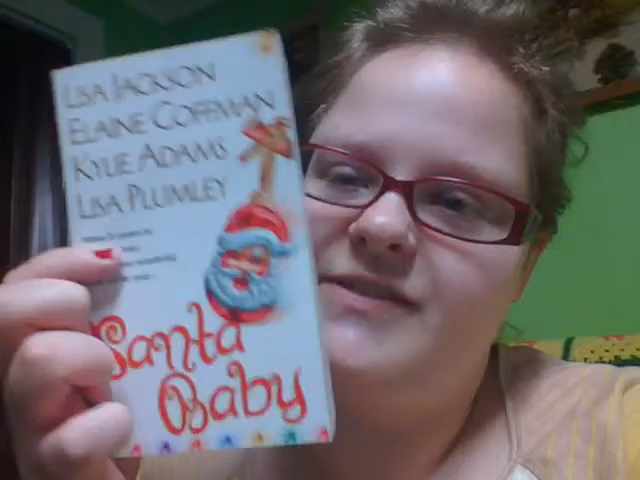 LISA JACKSON
ELAINE COFFMAN
KYLIE ADAMS
LISA PLUMLEY
Santa
Baby